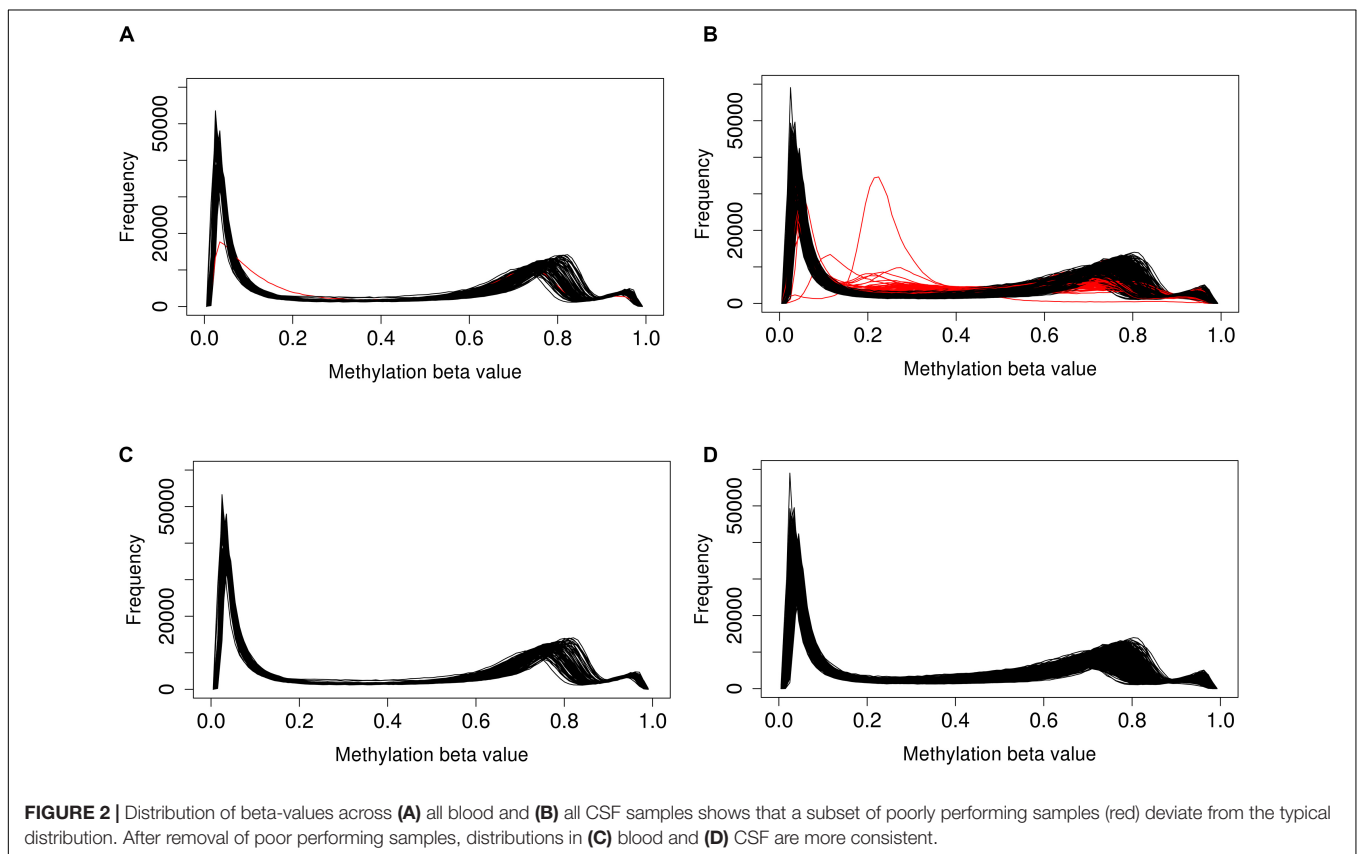 A
B
50000
20000
0
Frequency
0.0 0.2 0.4 0.6 0.8 1.0
Methylation beta value
50000
20000
0
Frequency
0.0 0.2 0.4 0.6 0.8 1.0
Methylation beta value
C
D
50000
20000
0
Frequency
0.0 0.2 0.4 0.6 0.8 1.0
Methylation beta value
50000
20000
0
Frequency
0.0 0.2 0.4 0.6 0.8 1.0
Methylation beta value
FIGURE 2 | Distribution of beta-values across (A) all blood and (B) all CSF samples shows that a subset of poorly performing samples (red) deviate from the typical
distribution. After removal of poor performing samples, distributions in (C) blood and (D) CSF are more consistent.